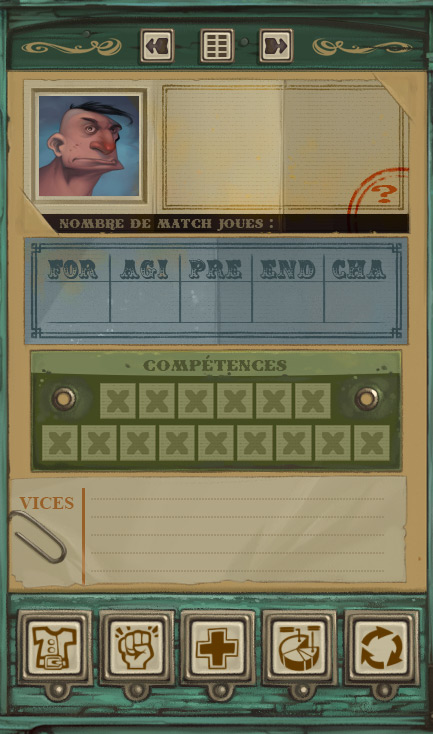 ?
NOMBRE DE MATCH JOUES :
FOR AGI PRE END CHA
COMPÉTENCES
VICES